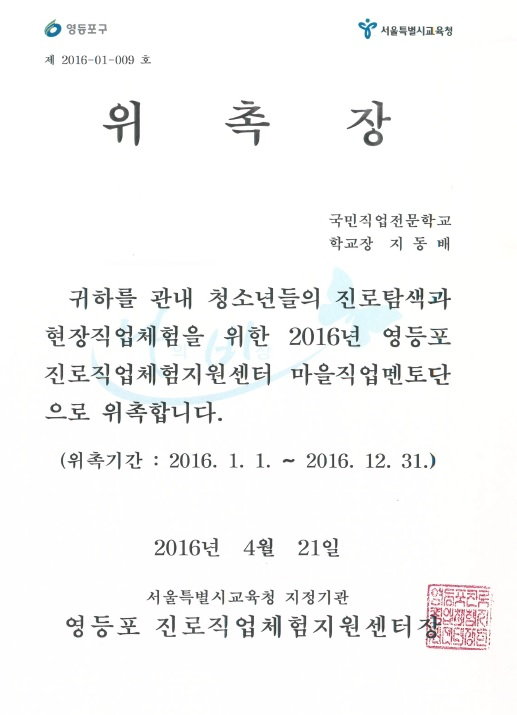 영등포구
서울특별시교육청
제 2016-01-009 호
위 촉 장
국민직업전문학교
학교장 지 동 배
귀하를 관내 청소년들의 진로탐색과
현장직업체험을 위한 2016년 영등포
진로직업체험지원센터 마을직업멘토단
으로 위촉합니다.
(위촉기간 : 2016. 1. 1. ~ 2016. 12. 31.)
2016년 4월 21일
서울특별시교육청 지정기관
영등포 진로직업체험지원센터장